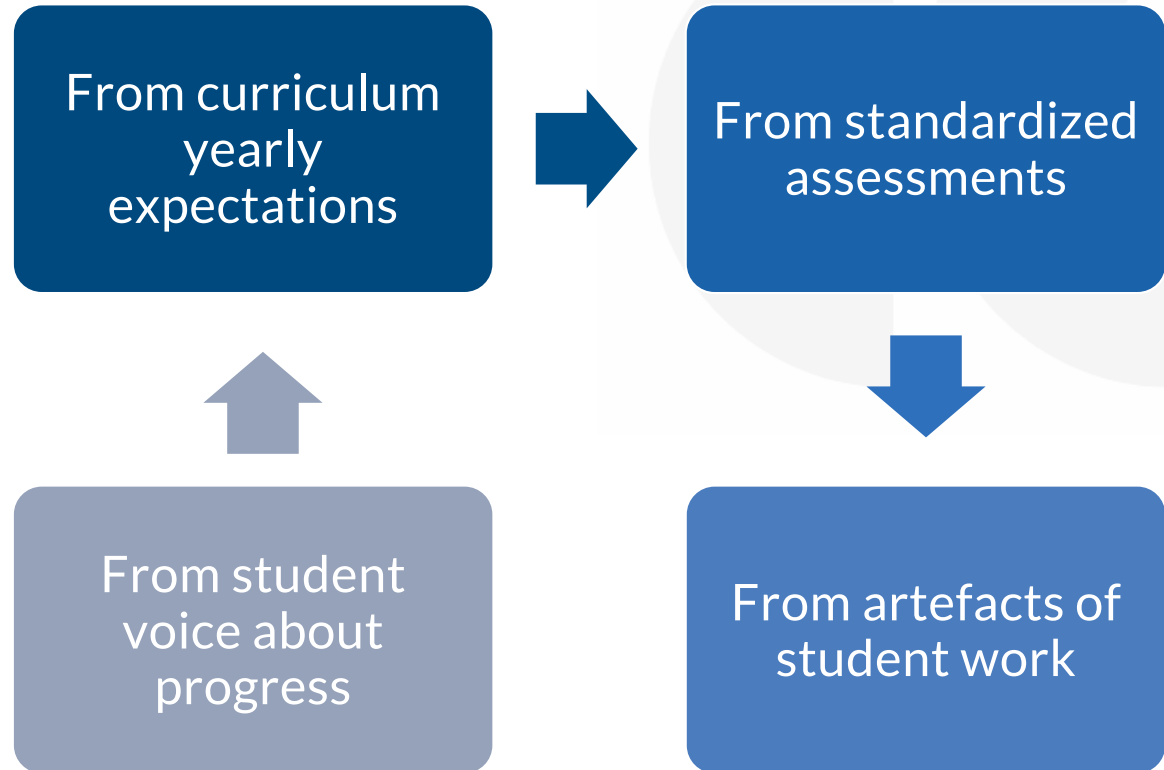 From curriculum
yearly
expectations
From standardized
assessments
From artefacts of
student work
From student
voice about
progress